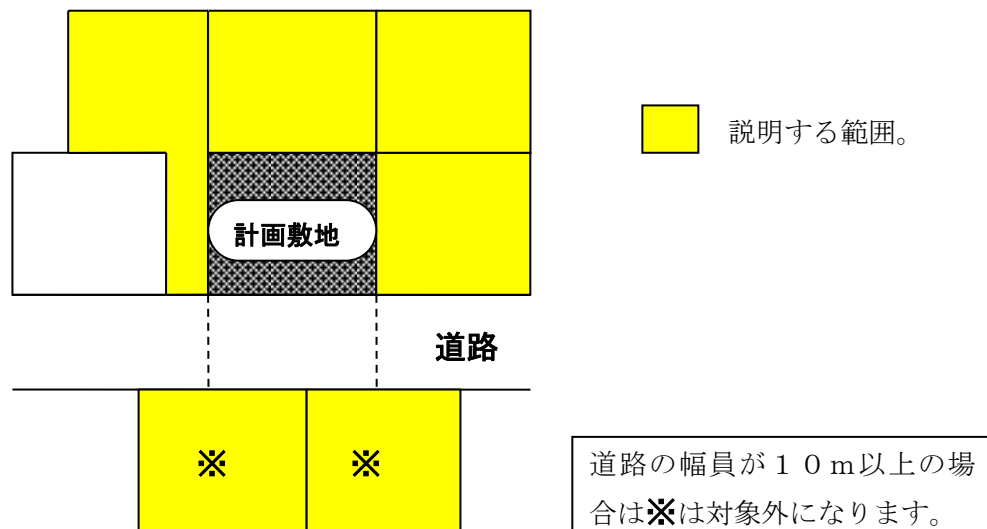 説明する範囲。
計画敷地
道路
※ ※
道路の幅員が１０ｍ以上の場
合は※は対象外になります。